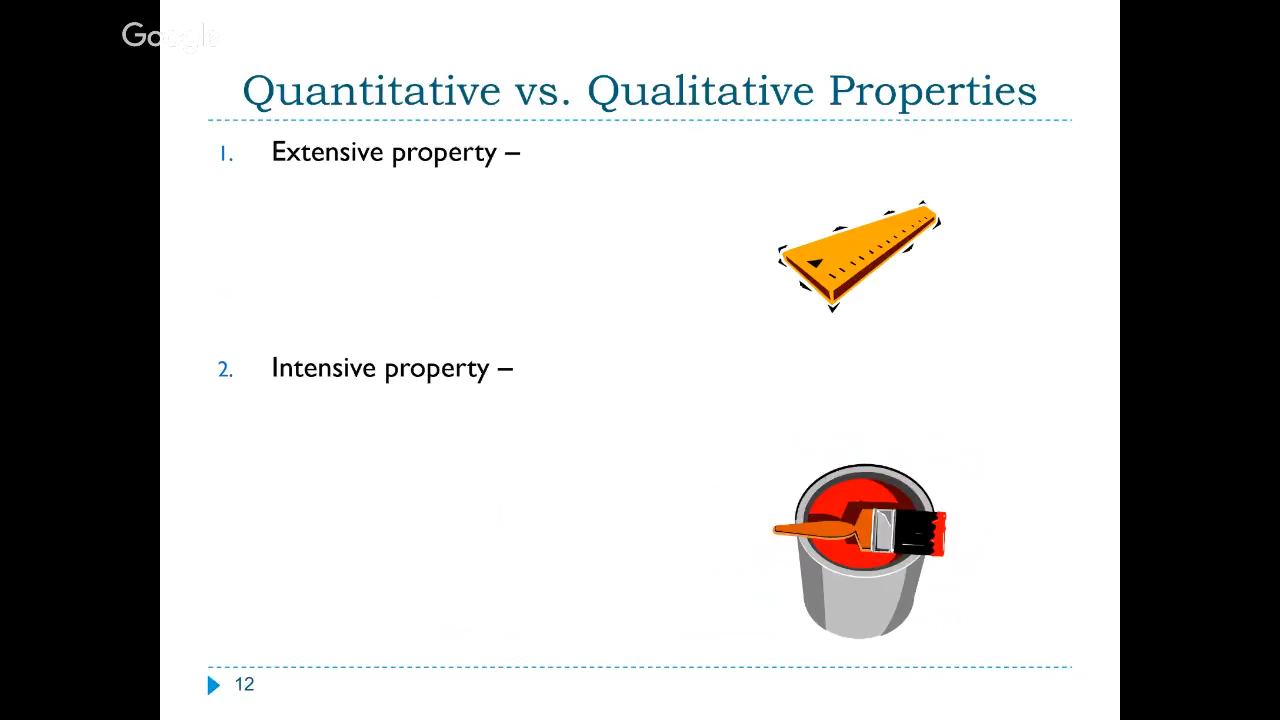 Google
Quantitative vs. Qualitative Properties
1. Extensive property –
2. Intensive property –
12